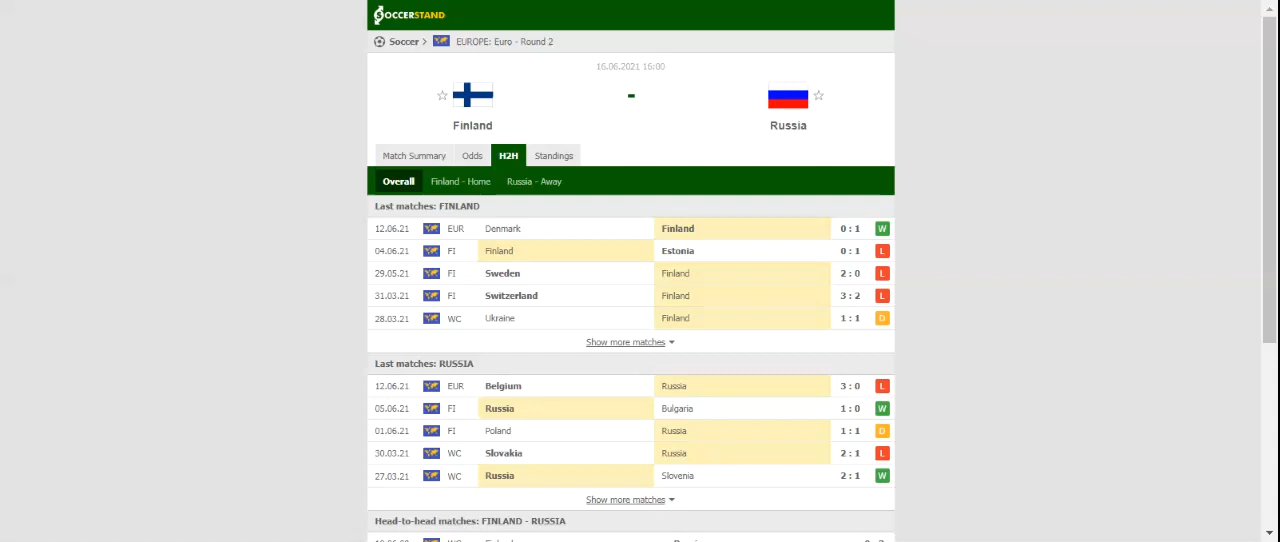 SOCCERSTAND
Soccer > EUROPE: Euro - Round 2
16.06.2021 16:00
-
Finland Russia
Match Summary Odds H2H Standings
Overall Finland - Home Russia - Away
Last matches: FINLAND
12.06.21 EUR Denmark Finland 0 : 1 W
04.06.21 FI Finland Estonia 0 : 1 L
29.05.21 FI Sweden Finland 2 : 0 L
31.03.21 FI Switzerland Finland 3 : 2 L
28.03.21 WC Ukraine Finland 1 : 1 D
Show more matches
Last matches: RUSSIA
12.06.21 EUR Belgium Russia 3 : 0 L
05.06.21 FI Russia Bulgaria 1 : 0 W
01.06.21 FI Poland Russia 1 : 1 D
30.03.21 WC Slovakia Russia 2 : 1 L
27.03.21 WC Russia Slovenia 2 : 1 W
Show more matches
Head-to-head matches: FINLAND - RUSSIA